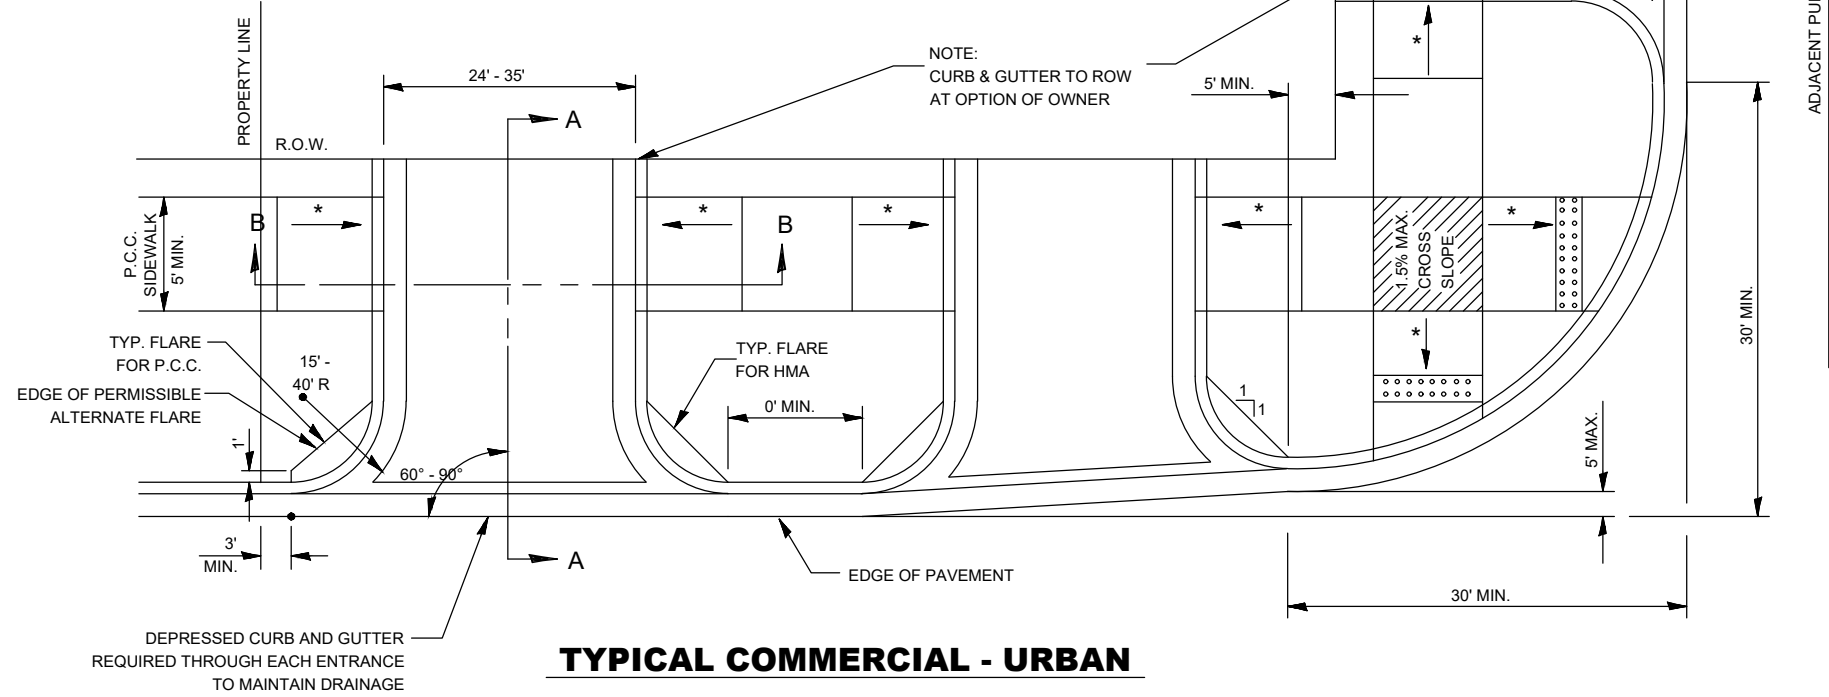 PROPERTY LINE
R.O.W.
24' - 35'
A
NOTE:
CURB & GUTTER TO ROW
AT OPTION OF OWNER
5' MIN.
*
P.C.C.
SIDEWALK
5' MIN.
B
*
*
B
*
*
1.5% MAX.
CROSS
SLOPE
*
*
30' MIN.
TYP. FLARE
FOR P.C.C.
15' -
40' R
EDGE OF PERMISSIBLE
ALTERNATE FLARE
1'
60° - 90°
TYP. FLARE
FOR HMA
0' MIN.
1
1
5' MAX.
3'
MIN.
A
EDGE OF PAVEMENT
30' MIN.
DEPRESSED CURB AND GUTTER
REQUIRED THROUGH EACH ENTRANCE
TO MAINTAIN DRAINAGE
TYPICAL COMMERCIAL - URBAN
ADJACENT